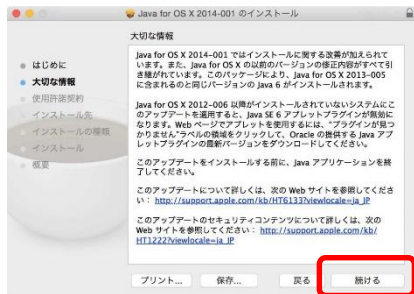 Java for OS X 2014-001 のインストール
大切な情報
はじめに
大切な情報
使用許諾契約
インストール先
インストールの種類
インストール
概要
Java for OS X 2014-001 ではインストールに関する改善が加えられて
います。また、Java for OS X の以前のバージョンの修正内容がすべて引
き継がれています。このパッケージにより、Java for OS X 2013-005
に含まれるのと同じバージョンの Java 6 がインストールされます。
Java for OS X 2012-006 以降がインストールされていないシステムにこ
のアップデートを適用すると、Java SE 6 アプレットプラグインが無効に
なります。Web ページでアプレットを使用するには、"プラグインが見つ
かりません"ラベルの領域をクリックして、Oracle の提供する Java アプ
レットプラグインの最新バージョンをダウンロードしてください。
このアップデートをインストールする前に、Java アプリケーションを終
了してください。
このアップデートについて詳しくは、次の Web サイトを参照してくださ
い： http://support.apple.com/kb/HT6133?viewlocale=ja_JP
このアップデートのセキュリティコンテンツについて詳しくは、次の
Web サイトを参照してください： http://support.apple.com/kb/
HT1222?viewlocale=ja_JP
プリント... 保存... 戻る 続ける